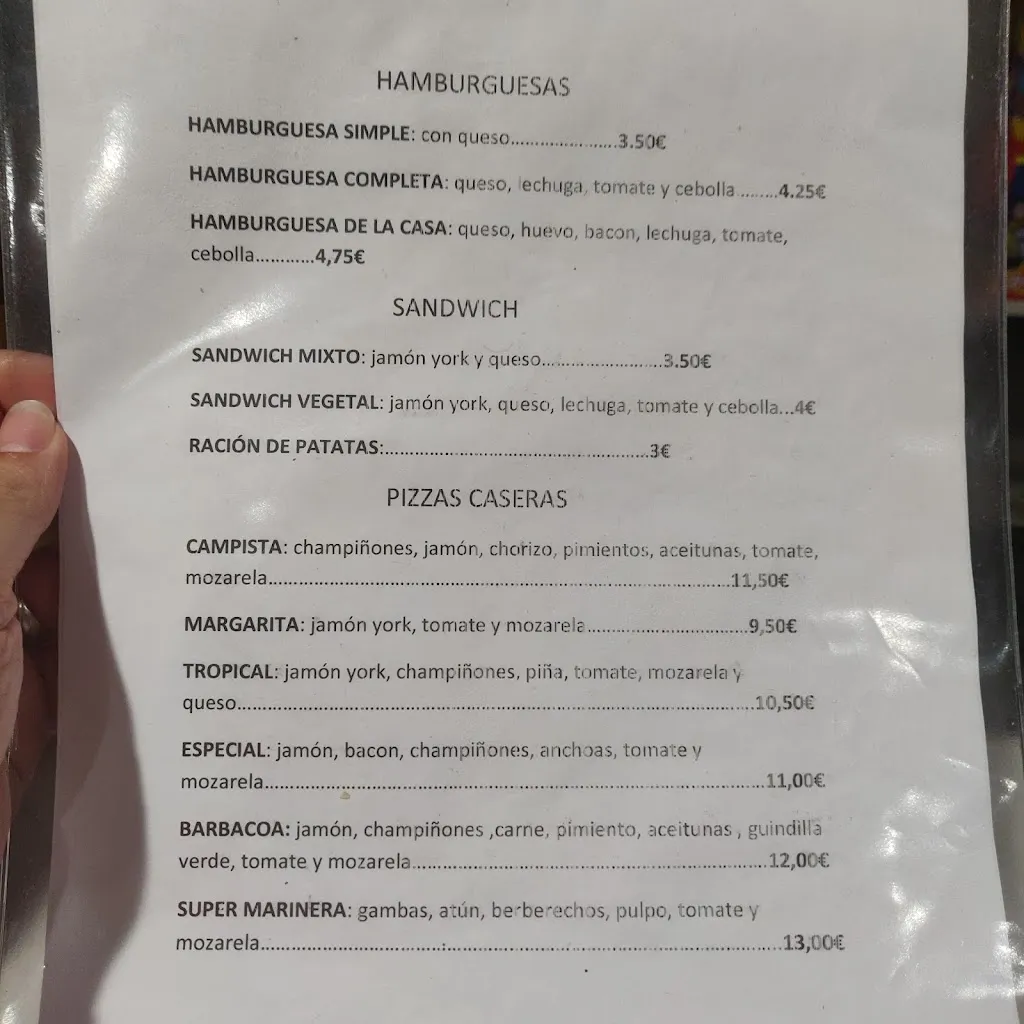 HAMBURGUESAS
HAMBURGUESA SIMPLE: con queso......................3.50€
HAMBURGUESA COMPLETA: queso, lechuga, tomate y cebolla........4.25€
HAMBURGUESA DE LA CASA: queso, huevo, bacon, lechuga, tomate,
cebolla............4,75€
SANDWICH
SANDWICH MIXTO: jamón york y queso.........................3.50€
SANDWICH VEGETAL: jamón york, queso, lechuga, tomate y cebolla...4€
RACIÓN DE PATATAS:......................................................3€
PIZZAS CASERAS
CAMPISTA: champiñones, jamón, chorizo, pimientos, aceitunas, tomate,
mozarela...............................................................................................11,50€
MARGARITA: jamón york, tomate y mozarela.................................9,50€
TROPICAL: jamón york, champiñones, piña, tomate, mozarela y
queso..........................................................................................................10,50€
ESPECIAL: jamón, bacon, champiñones, anchoas, tomate y
mozarela.......................................................................................................11,00€
BARBACOA: jamón, champiñones ,carne, pimiento, aceitunas , guindilla
verde, tomate y mozarela.........................................................................12,00€
SUPER MARINERA: gambas, atún, berberechos, pulpo, tomate y
mozarela...........................................................................................................13,00€